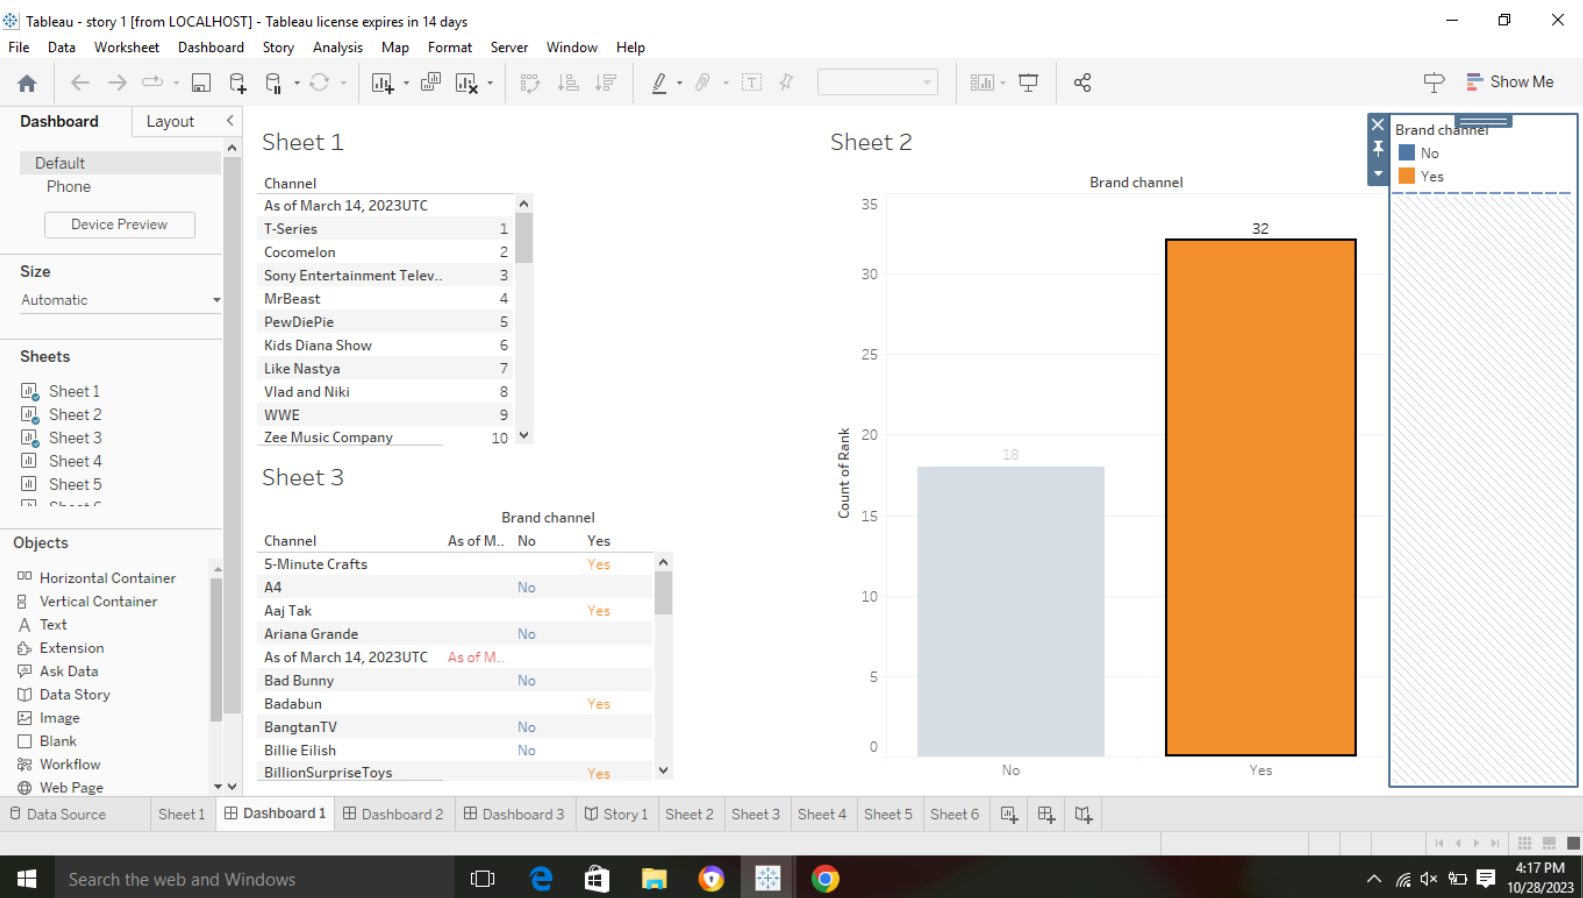 Tableau - story 1 [from LOCALHOST] - Tableau license expires in 14 days
File Data Worksheet Dashboard Story Analysis Map Format Server Window Help
Show Me
Dashboard Layout
Default
Phone
Device Preview
Size
Automatic
Sheets
Sheet 1
Sheet 2
Sheet 3
Sheet 4
Sheet 5
Objects
Horizontal Container
Vertical Container
Text
Extension
Ask Data
Data Story
Image
Blank
Workflow
Web Page
Sheet 1
Channel
As of March 14, 2023UTC
T-Series 1
Cocomelon 2
Sony Entertainment Telev.. 3
MrBeast 4
PewDiePie 5
Kids Diana Show 6
Like Nastya 7
Vlad and Niki 8
WWE 9
Zee Music Company 10
Sheet 3
Brand channel
Channel As of M.. No Yes
5-Minute Crafts Yes
A4 No
Aaj Tak Yes
Ariana Grande No
As of March 14, 2023UTC As of M..
Bad Bunny No
Badabun Yes
BangtanTV No
Billie Eilish No
BillionSurpriseToys Yes
Sheet 2
Brand channel
Count of Rank
35
30
25
20
15
10
5
0
18
32
No Yes
Brand channel
No
Yes
Data Source Sheet 1 Dashboard 1 Dashboard 2 Dashboard 3 Story 1 Sheet 2 Sheet 3 Sheet 4 Sheet 5 Sheet 6
Search the web and Windows
4:17 PM
10/28/2023